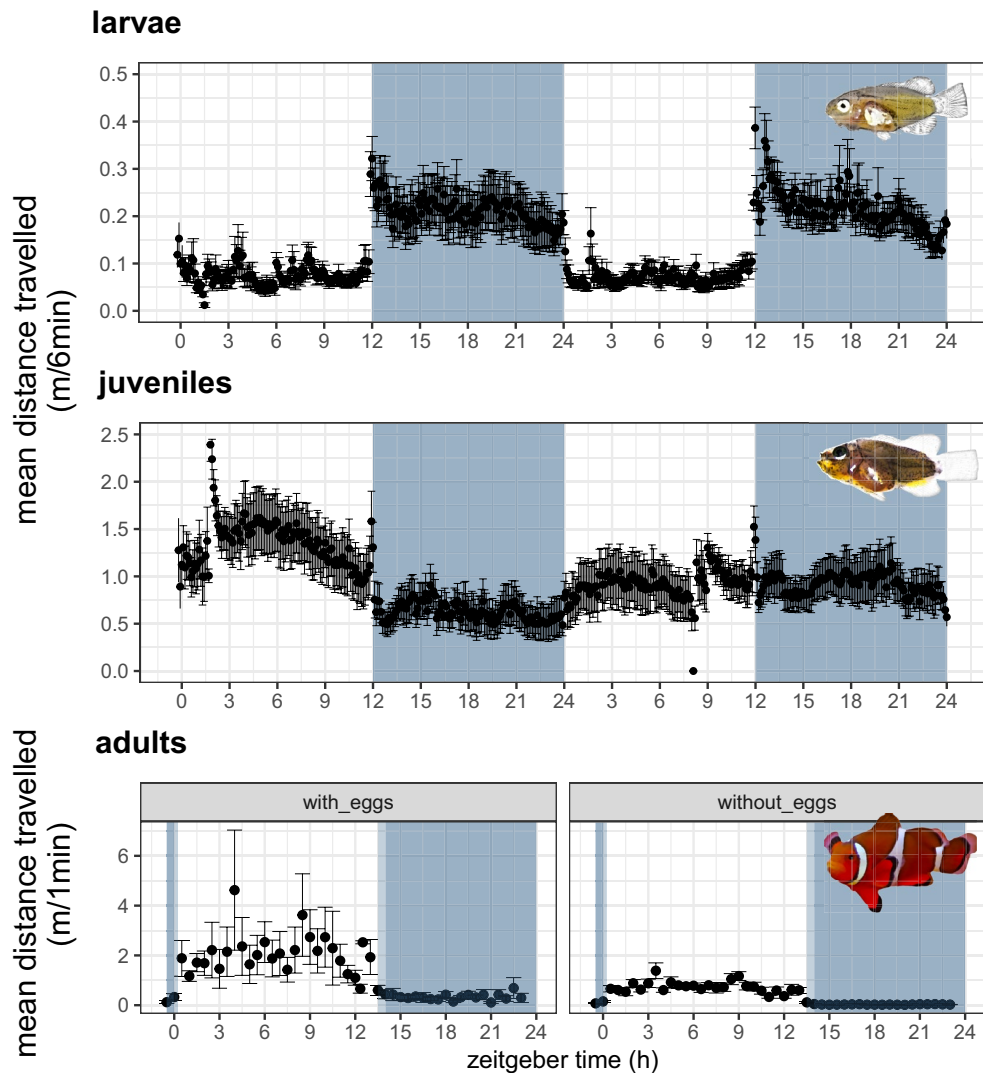 larvae
mean distance travelled
(m/6min)
0.5
0.4
0.3
0.2
0.1
0.0
0 3 6 9 12 15 18 21 24 3 6 9 12 15 18 21 24
juveniles
2.5
2.0
1.5
1.0
0.5
0.0
0 3 6 9 12 15 18 21 24 3 6 9 12 15 18 21 24
adults
mean distance travelled
(m/1min)
with_eggs without_eggs
6
4
2
0
0 3 6 9 12 15 18 21 24 0 3 6 9 12 15 18 21 24
zeitgeber time (h)